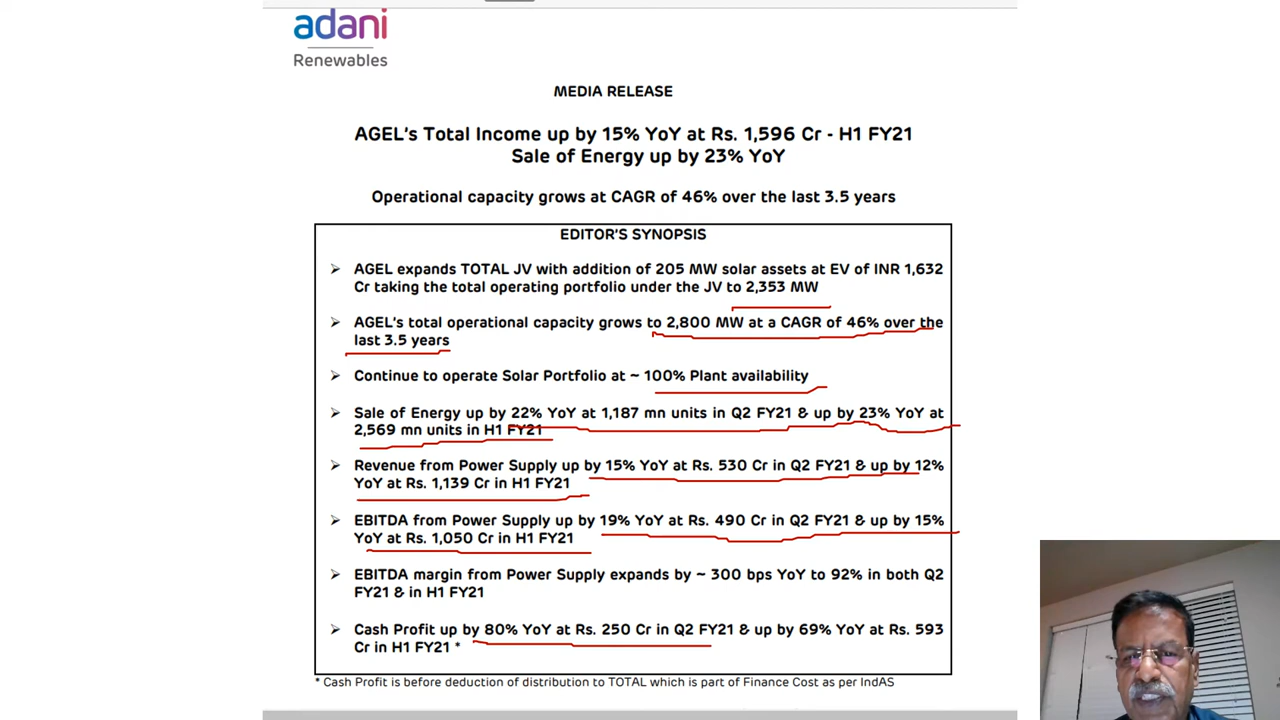 adani
Renewables
MEDIA RELEASE
AGEL's Total Income up by 15% YoY at Rs. 1,596 Cr - H1 FY21
Sale of Energy up by 23% YoY
Operational capacity grows at CAGR of 46% over the last 3.5 years
EDITOR'S SYNOPSIS
➢ AGEL expands TOTAL JV with addition of 205 MW solar assets at EV of INR 1,632
Cr taking the total operating portfolio under the JV to 2,353 MW
➢ AGEL's total operational capacity grows to 2,800 MW at a CAGR of 46% over the
last 3.5 years
➢ Continue to operate Solar Portfolio at ~ 100% Plant availability
➢ Sale of Energy up by 22% YoY at 1,187 mn units in Q2 FY21 & up by 23% YoY at
2,569 mn units in H1 FY21
➢ Revenue from Power Supply up by 15% YoY at Rs. 530 Cr in Q2 FY21 & up by 12%
YoY at Rs. 1,139 Cr in H1 FY21
➢ EBITDA from Power Supply up by 19% YoY at Rs. 490 Cr in Q2 FY21 & up by 15%
YoY at Rs. 1,050 Cr in H1 FY21
➢ EBITDA margin from Power Supply expands by ~ 300 bps YoY to 92% in both Q2
FY21 & in H1 FY21
➢ Cash Profit up by 80% YoY at Rs. 250 Cr in Q2 FY21 & up by 69% YoY at Rs. 593
Cr in H1 FY21 *
* Cash Profit is before deduction of distribution to TOTAL which is part of Finance Cost as per IndAS